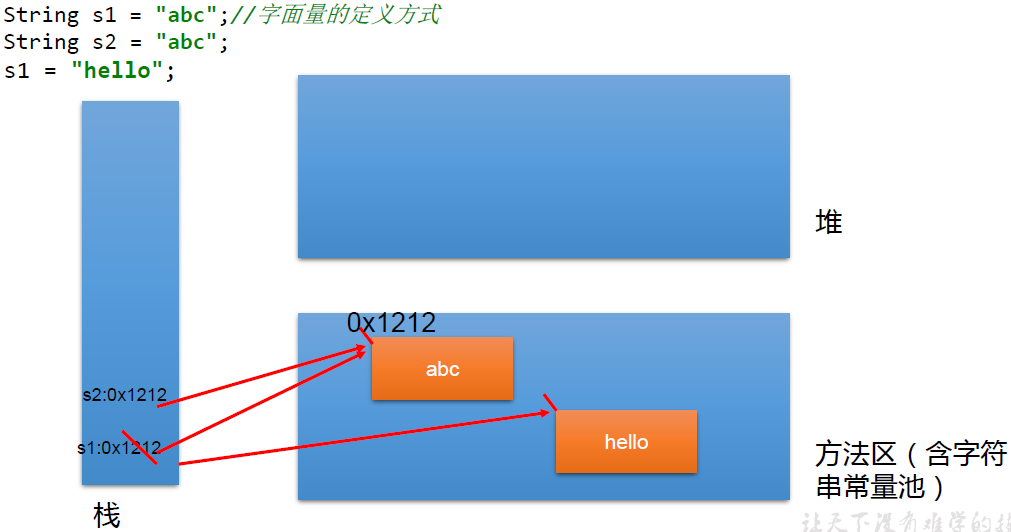 String s1 = "abc";//字面量的定义方式
String s2 = "abc";
s1 = "hello";
堆
0x1212
abc
s2:0x1212
hello
s1:0x1212
方法区（含字符
串常量池）
栈
让天下没有难学的技